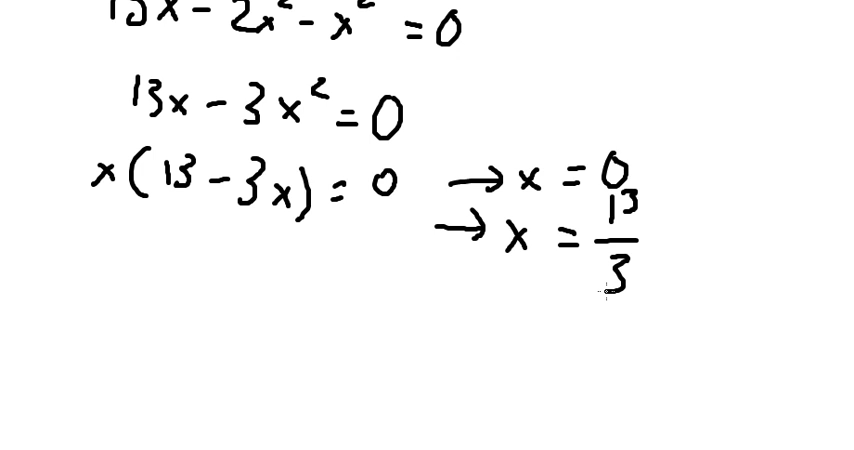 13x - 2x² - x² = 0
13x - 3x² = 0
x(13 - 3x) = 0 → x = 0
→ x = 13/3